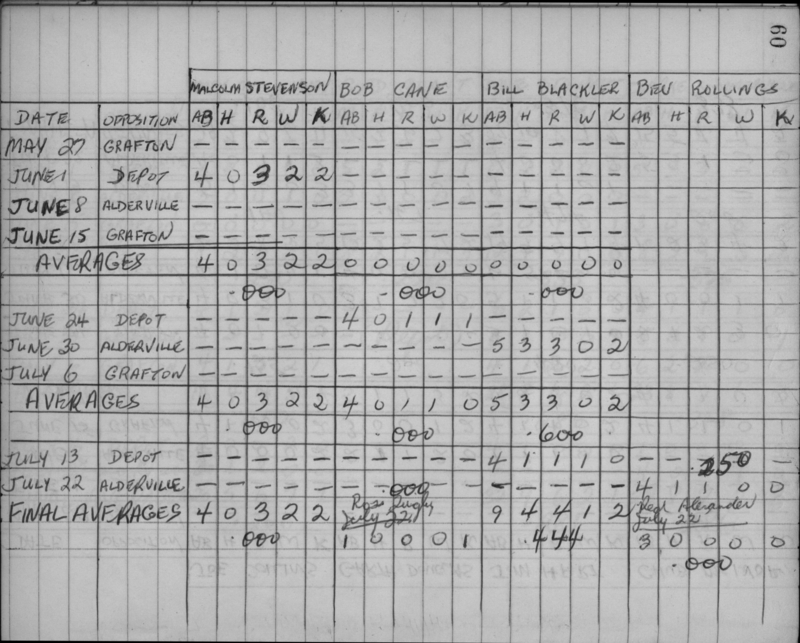 60
MALCOLM STEVENSON BOB CANE BILL BLACKLER BEN ROLLINGS
DATE OPPOSITION AB H R W K AB H R W K AB H R W K AB H R W K
MAY 27 GRAFTON — — — — — — — — — — — — — — —
JUNE 1 DEPOT 4 0 3 2 2 — — — — — — — — — —
JUNE 8 ALDERVILLE — — — — — — — — — — — — — — —
JUNE 15 GRAFTON — — — — — — — — — — — — — — —
AVERAGES 4 0 3 2 2 0 0 0 0 0 0 0 0 0 0
.000 .000 .000
JUNE 24 DEPOT — — — — — 4 0 1 1 1 — — — — —
JUNE 30 ALDERVILLE — — — — — — — — — — 5 3 3 0 2
JULY 6 GRAFTON — — — — — — — — — — — — — — —
AVERAGES 4 0 3 2 2 4 0 1 1 0 5 3 3 0 2
.000 .000 .600
JULY 13 DEPOT — — — — — — — — — — 4 1 1 1 0 — — .250 —
JULY 22 ALDERVILLE — — — — — .000 — — — — — 4 1 1 0 0
FINAL AVERAGES 4 0 3 2 2 July 22 9 4 4 1 2 Alexander July 22
.000 1 0 0 0 1 .444 3 0 0 0 0
.000